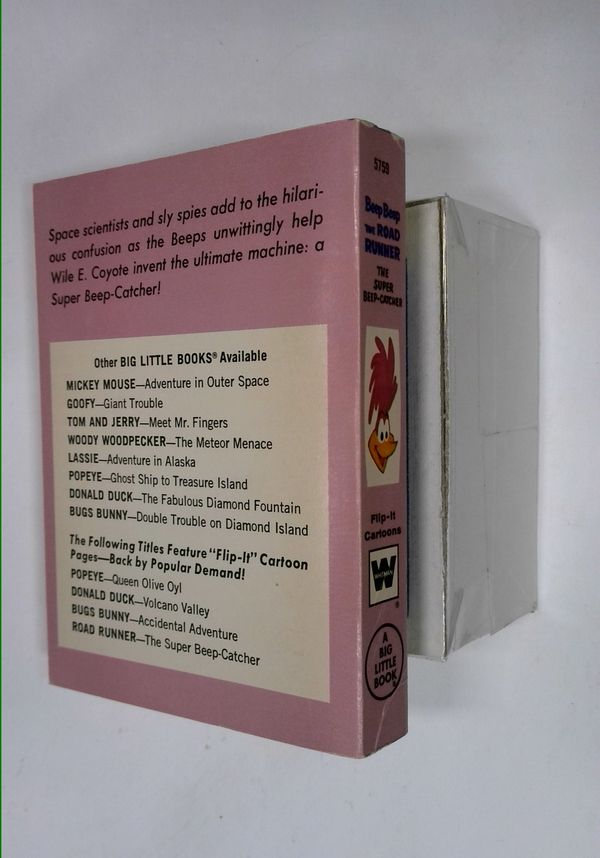 Space scientists and sly spies add to the hilari-
ous confusion as the Beeps unwittingly help
Wile E. Coyote invent the ultimate machine: a
Super Beep-Catcher!
Other BIG LITTLE BOOKS® Available
MICKEY MOUSE—Adventure in Outer Space
GOOFY—Giant Trouble
TOM AND JERRY—Meet Mr. Fingers
WOODY WOODPECKER—The Meteor Menace
LASSIE—Adventure in Alaska
POPEYE—Ghost Ship to Treasure Island
DONALD DUCK—The Fabulous Diamond Fountain
BUGS BUNNY—Double Trouble on Diamond Island
The Following Titles Feature "Flip-It" Cartoon
Pages—Back by Popular Demand!
POPEYE—Queen Olive Oyl
DONALD DUCK—Volcano Valley
BUGS BUNNY—Accidental Adventure
ROAD RUNNER—The Super Beep-Catcher
5759
Beep Beep
THE ROAD
RUNNER
THE
SUPER
BEEP-CATCHER
Flip-It
Cartoons
WHITMAN
®
A
BIG
LITTLE
BOOK®